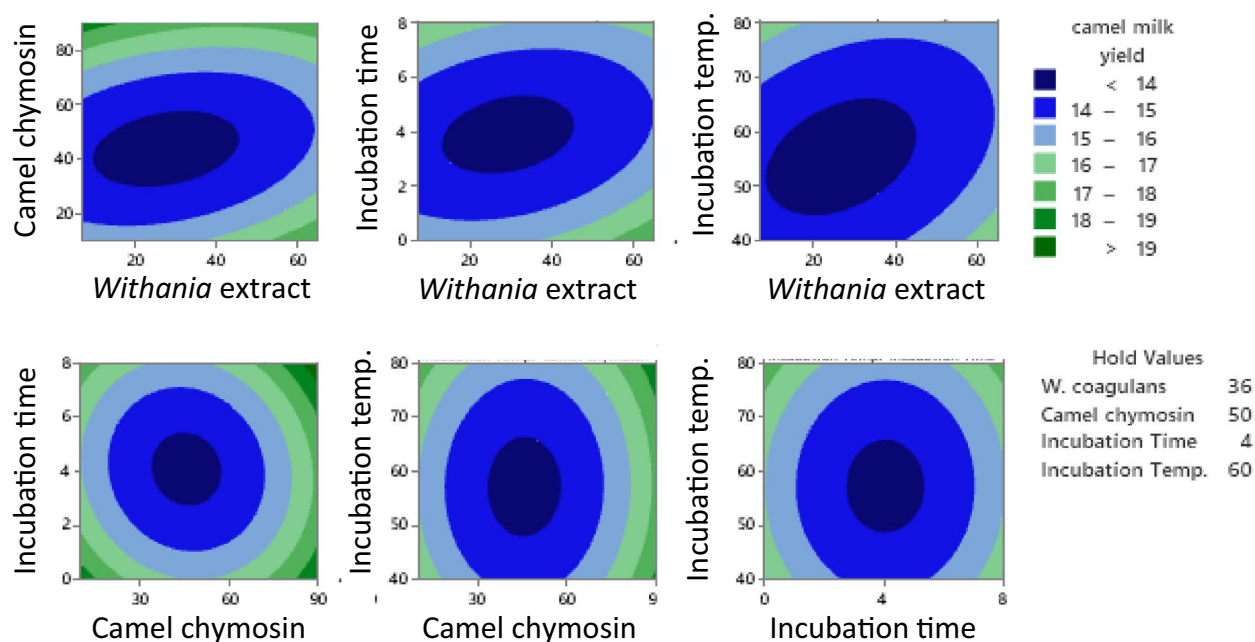 Camel chymosin
80
60
40
20
20
40
60
Withania extract
Incubation time
8
6
4
2
0
20
40
60
Withania extract
Incubation temp.
80
70
60
50
40
20
40
60
Withania extract
camel milk
yield
< 14
14 – 15
15 – 16
16 – 17
17 – 18
18 – 19
> 19
Incubation time
8
6
4
2
0
30
60
90
Camel chymosin
Incubation temp.
80
70
60
50
40
30
60
9
Camel chymosin
Incubation temp.
80
70
60
50
40
0
4
8
Incubation time
Hold Values
W. coagulans 36
Camel chymosin 50
Incubation Time 4
Incubation Temp. 60